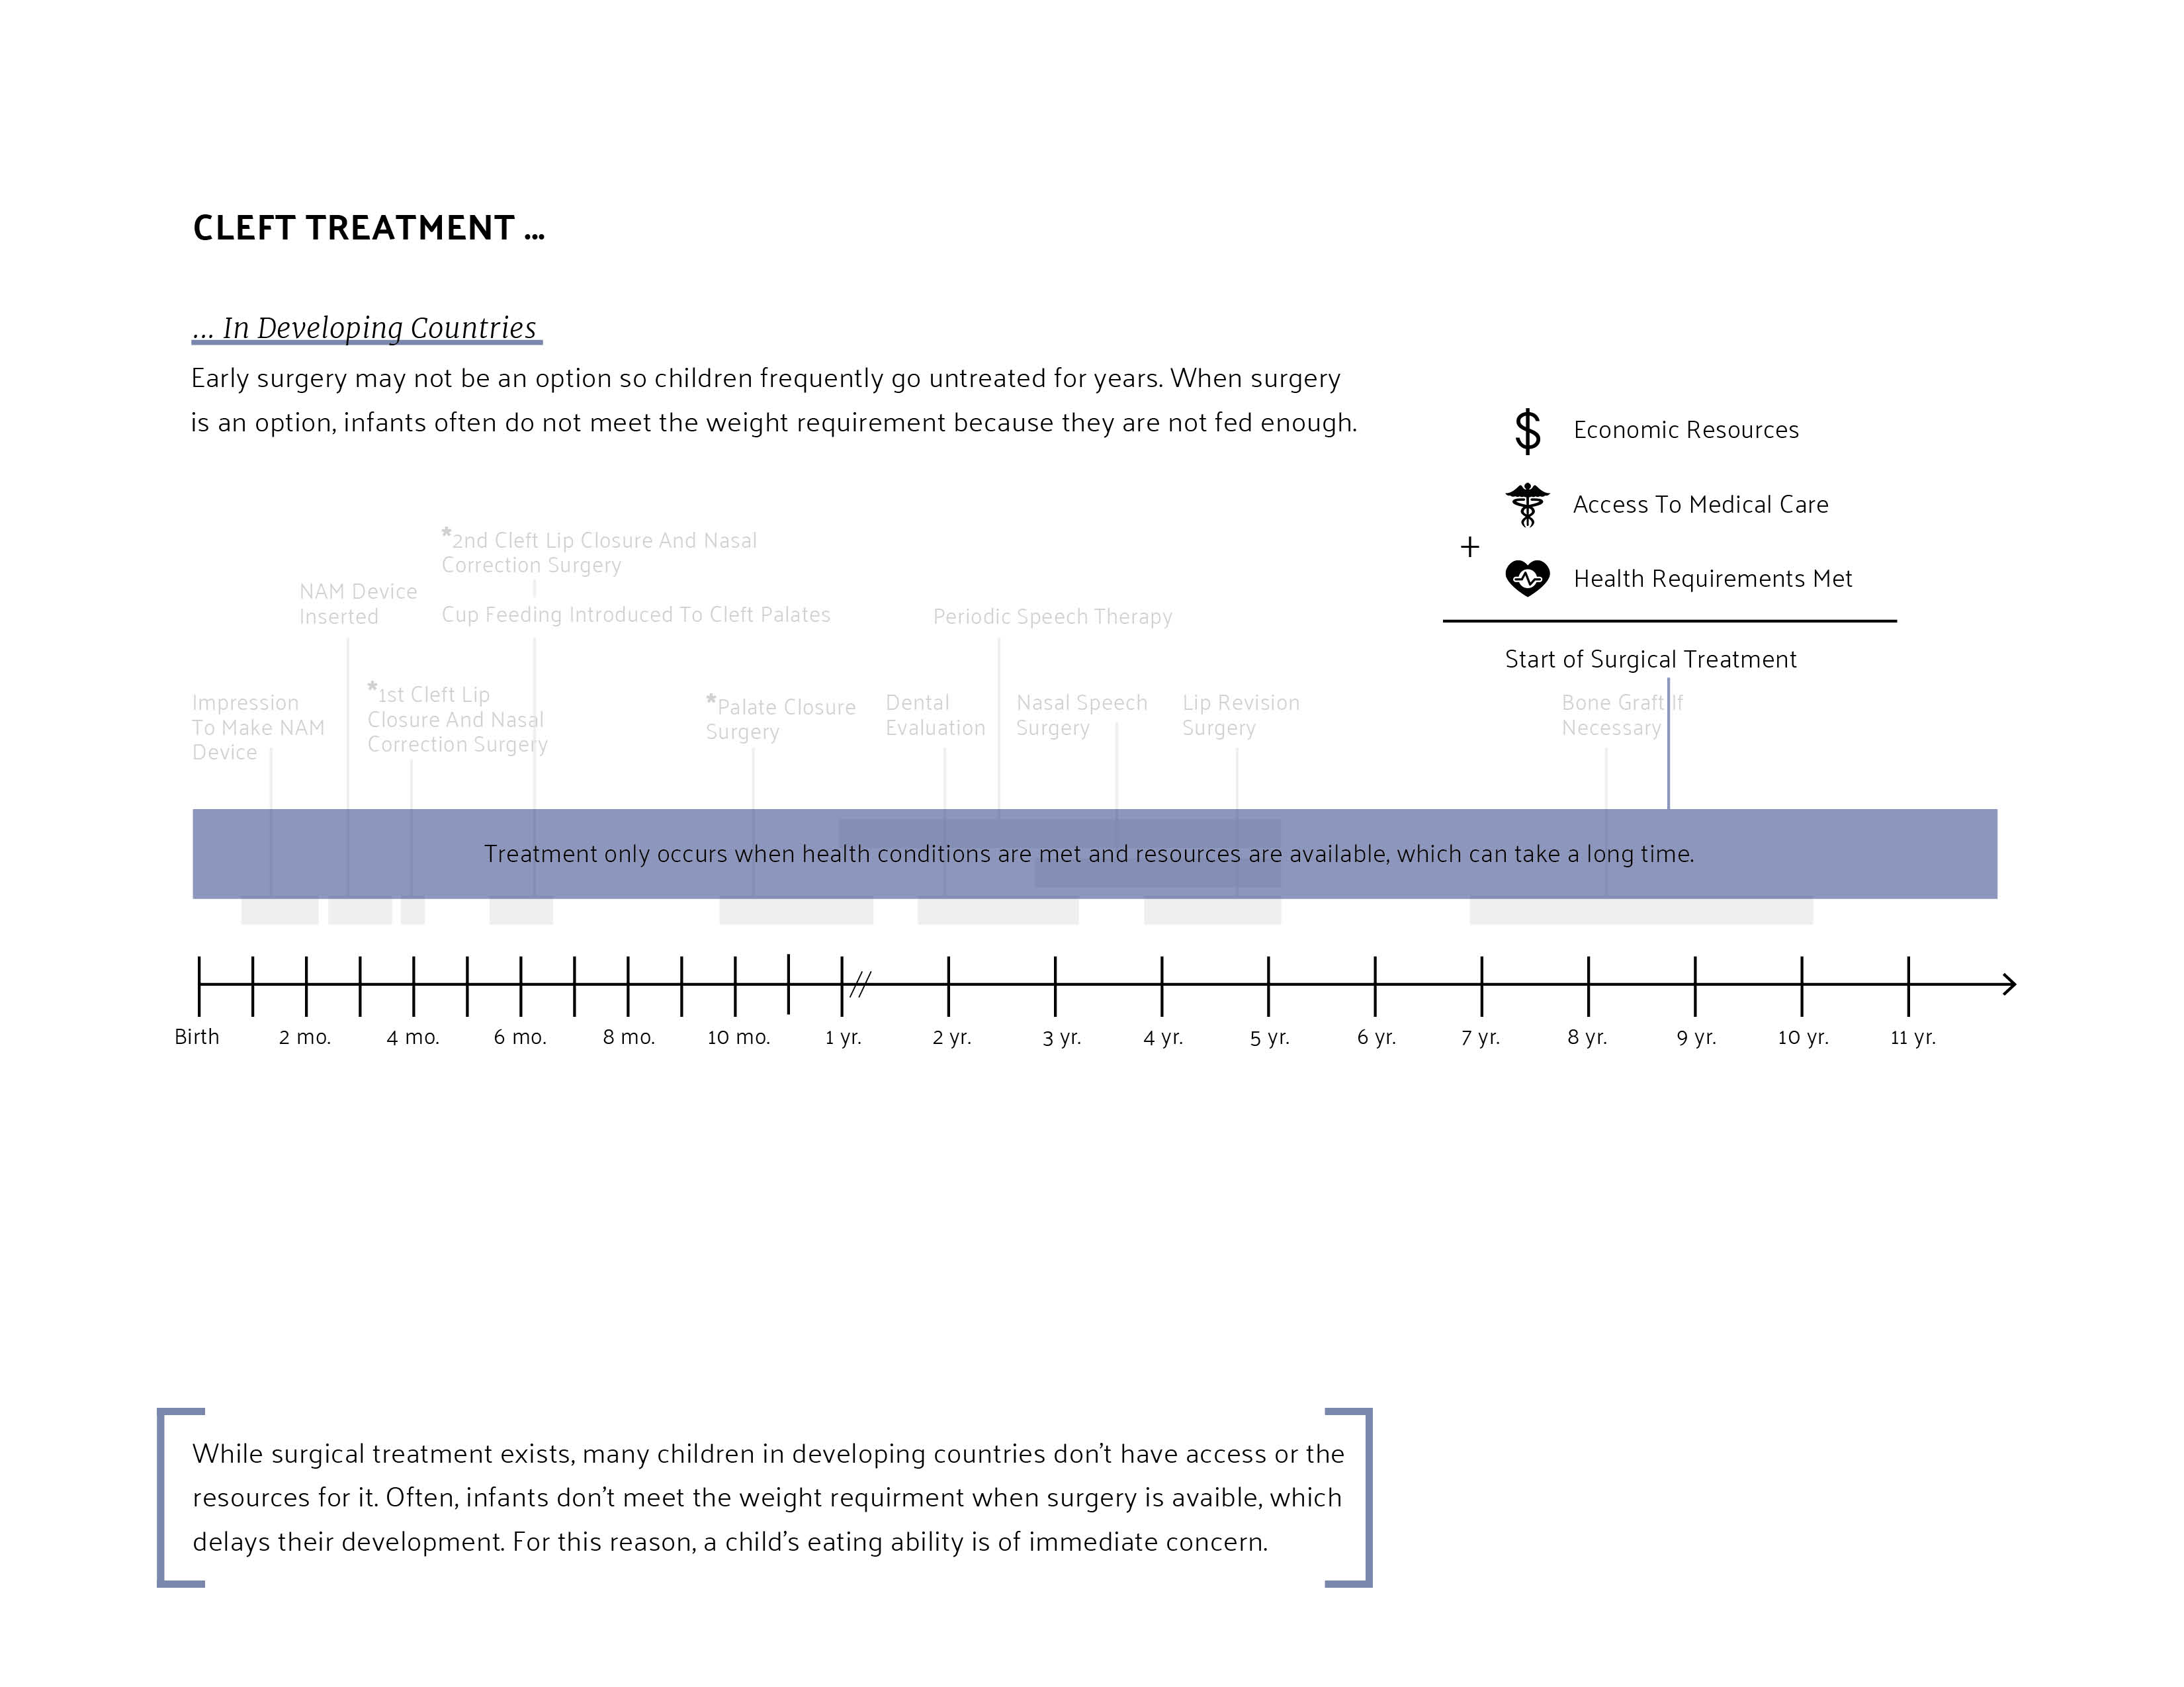 CLEFT TREATMENT ...
... In Developing Countries
Early surgery may not be an option so children frequently go untreated for years. When surgery
is an option, infants often do not meet the weight requirement because they are not fed enough.
$ Economic Resources
Access To Medical Care
+
Health Requirements Met
Start of Surgical Treatment
*2nd Cleft Lip Closure And Nasal
Correction Surgery
NAM Device
Inserted
Cup Feeding Introduced To Cleft Palates
Periodic Speech Therapy
Impression
To Make NAM
Device
*1st Cleft Lip
Closure And Nasal
Correction Surgery
*Palate Closure
Surgery
Dental
Evaluation
Nasal Speech
Surgery
Lip Revision
Surgery
Bone Graft If
Necessary
Treatment only occurs when health conditions are met and resources are available, which can take a long time.
Birth 2 mo. 4 mo. 6 mo. 8 mo. 10 mo. 1 yr. 2 yr. 3 yr. 4 yr. 5 yr. 6 yr. 7 yr. 8 yr. 9 yr. 10 yr. 11 yr.
While surgical treatment exists, many children in developing countries don't have access or the
resources for it. Often, infants don't meet the weight requirment when surgery is avaible, which
delays their development. For this reason, a child's eating ability is of immediate concern.